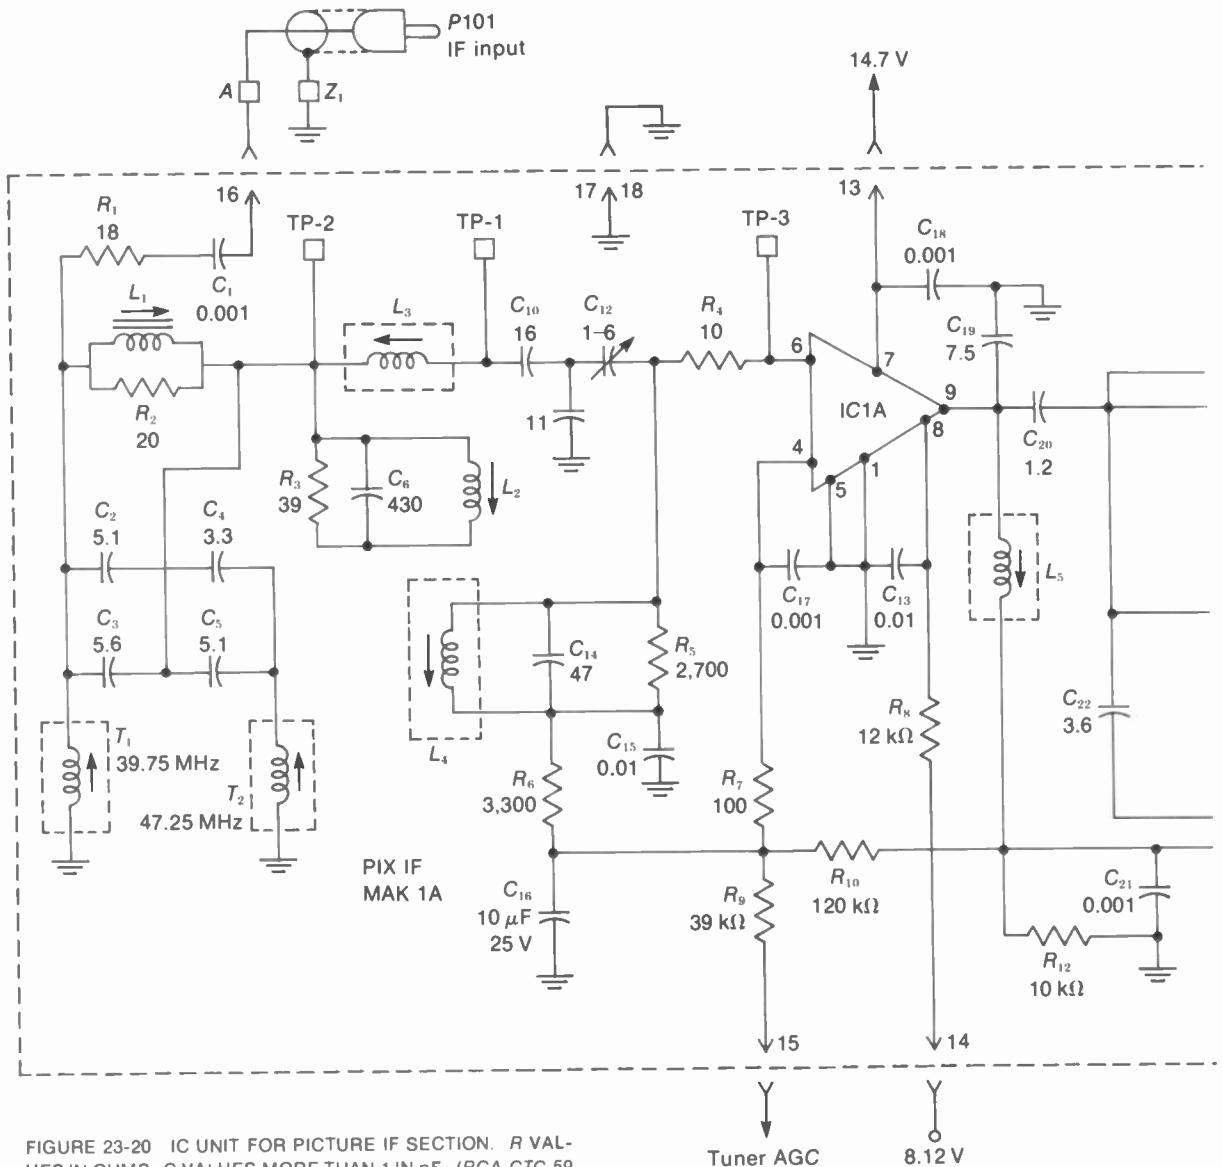 P101
IF input
A
Z₁
14.7 V
16
17
18
13
R₁
18
TP-2
TP-1
TP-3
C₁
0.001
C₁₈
0.001
L₁
L₃
C₁₀
16
C₁₂
1–6
R₄
10
C₁₉
7.5
6
7
R₂
20
11
IC1A
9
8
C₂₀
1.2
4
5
1
R₃
39
C₆
430
L₂
C₂
5.1
C₄
3.3
L₅
C₃
5.6
C₅
5.1
C₁₇
0.001
C₁₃
0.01
C₁₄
47
R₅
2,700
C₂₂
3.6
R₈
12 kΩ
T₁
39.75 MHz
L₄
C₁₅
0.01
T₂
47.25 MHz
R₆
3,300
R₇
100
PIX IF
MAK 1A
C₁₆
10 µF
25 V
R₉
39 kΩ
R₁₀
120 kΩ
C₂₁
0.001
R₁₂
10 kΩ
15
14
FIGURE 23-20 IC UNIT FOR PICTURE IF SECTION. R VAL-
Tuner AGC
8.12 V